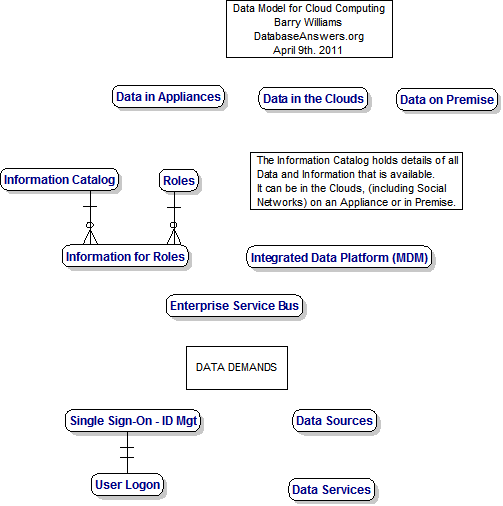 Data Model for Cloud Computing
Barry Williams
DatabaseAnswers.org
April 9th. 2011
Data in Appliances
Data in the Clouds
Data on Premise
The Information Catalog holds details of all
Data and Information that is available.
It can be in the Clouds, (including Social
Networks) on an Appliance or in Premise.
Information Catalog
Roles
Information for Roles
Integrated Data Platform (MDM)
Enterprise Service Bus
DATA DEMANDS
Single Sign-On - ID Mgt
Data Sources
User Logon
Data Services